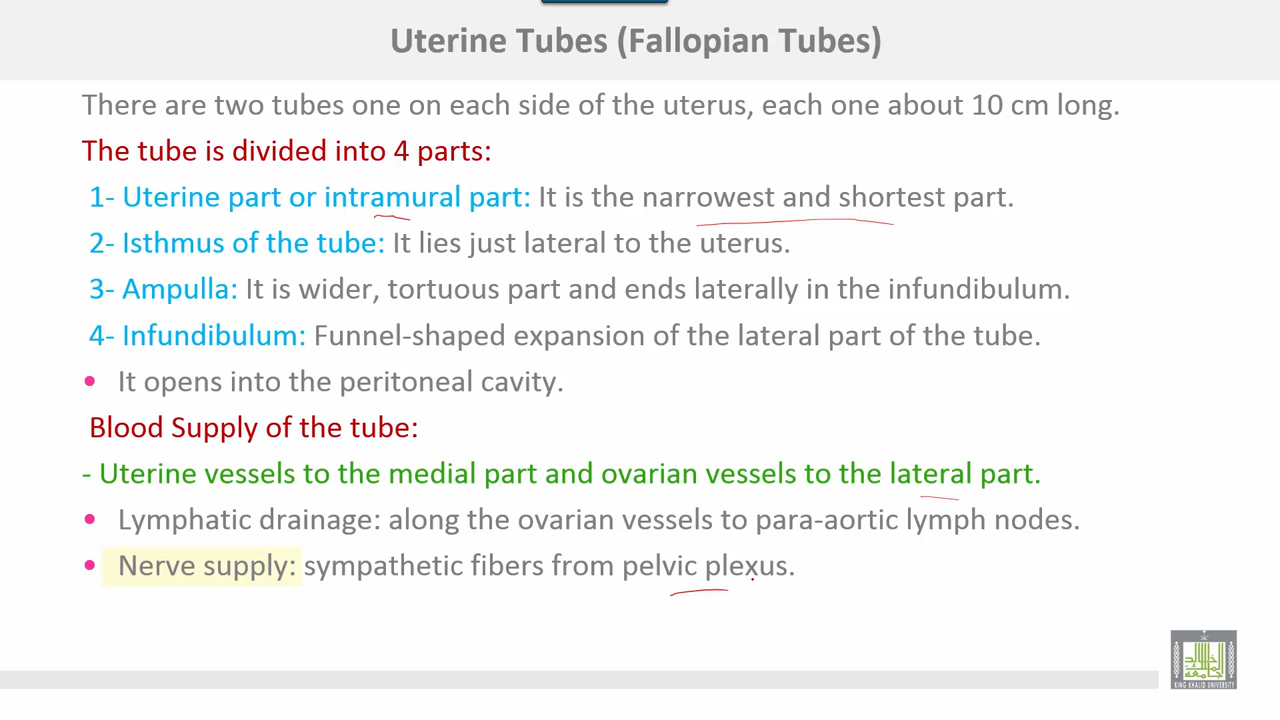 Uterine Tubes (Fallopian Tubes)
There are two tubes one on each side of the uterus, each one about 10 cm long.
The tube is divided into 4 parts:
1- Uterine part or intramural part: It is the narrowest and shortest part.
2- Isthmus of the tube: It lies just lateral to the uterus.
3- Ampulla: It is wider, tortuous part and ends laterally in the infundibulum.
4- Infundibulum: Funnel-shaped expansion of the lateral part of the tube.
• It opens into the peritoneal cavity.
Blood Supply of the tube:
- Uterine vessels to the medial part and ovarian vessels to the lateral part.
• Lymphatic drainage: along the ovarian vessels to para-aortic lymph nodes.
• Nerve supply: sympathetic fibers from pelvic plexus.
KING KHALID UNIVERSITY